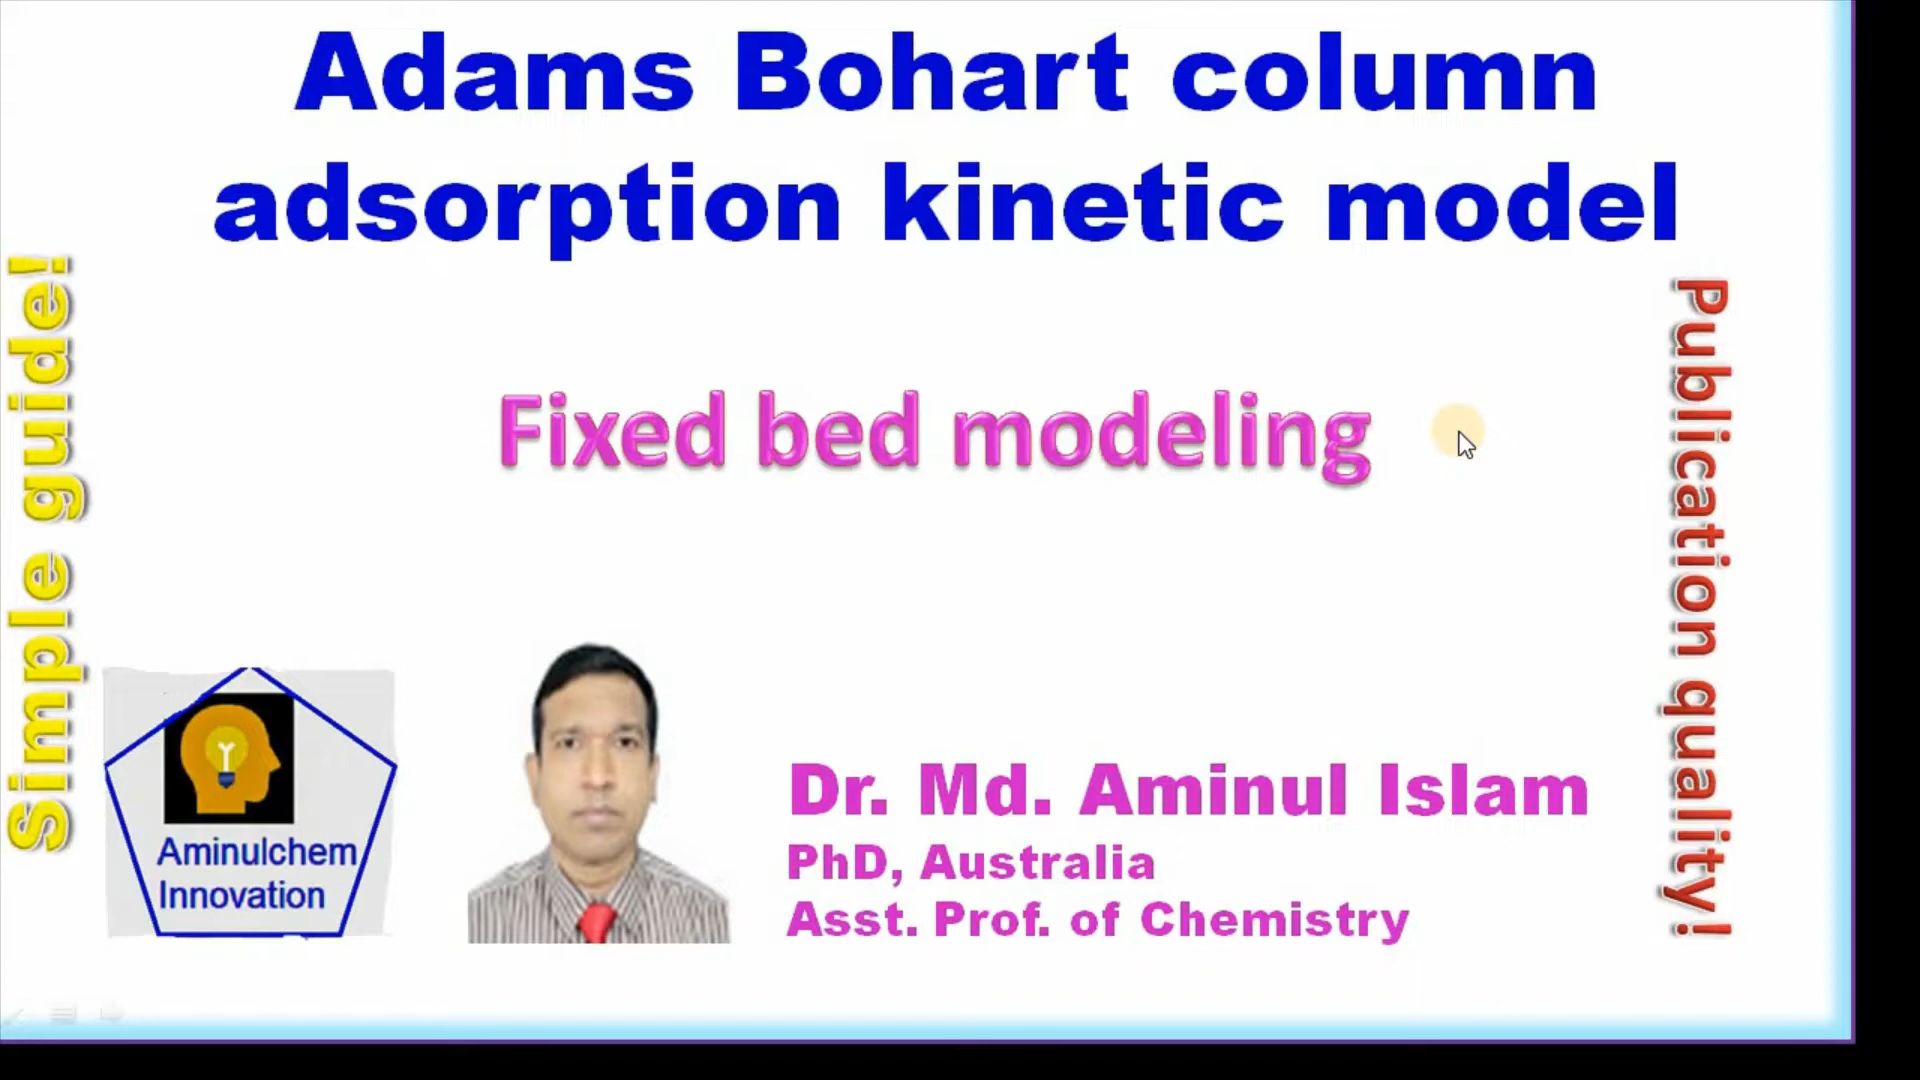 Adams Bohart column
adsorption kinetic model
Simple guide!
Fixed bed modeling
Publication quality!
Aminulchem
Innovation
Dr. Md. Aminul Islam
PhD, Australia
Asst. Prof. of Chemistry